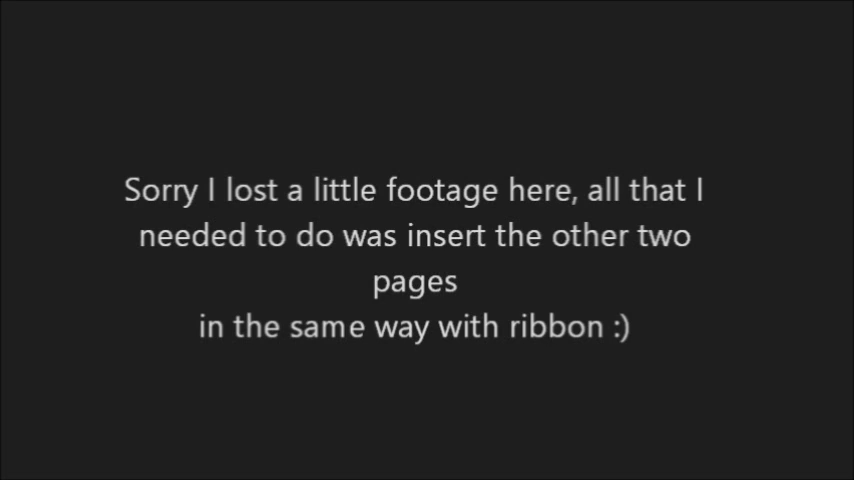 Sorry I lost a little footage here, all that I
needed to do was insert the other two
pages
in the same way with ribbon :)